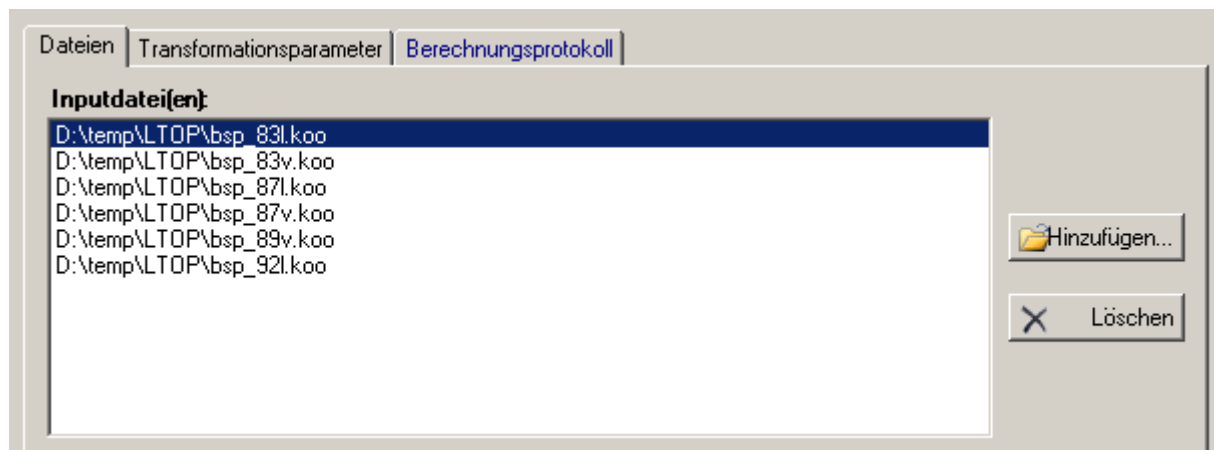 Dateien Transformationsparameter Berechnungsprotokoll
Inputdatei(en):
D:\temp\LTOP\bsp_83l.koo
D:\temp\LTOP\bsp_83v.koo
D:\temp\LTOP\bsp_87l.koo
D:\temp\LTOP\bsp_87v.koo
D:\temp\LTOP\bsp_89v.koo
D:\temp\LTOP\bsp_92l.koo
Hinzufügen...
Löschen